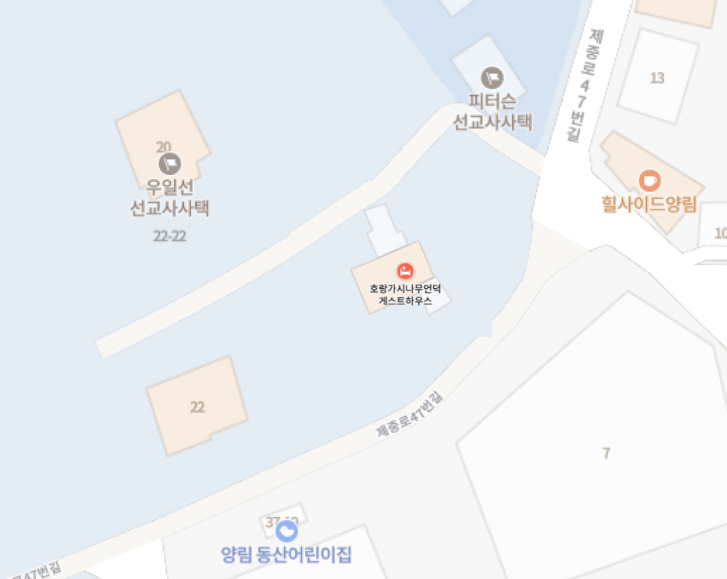 제중로47번길
13
피터슨
선교사사택
20
우일선
선교사사택
22-22
힐사이드양림
10
호랑가시나무언덕
게스트하우스
22
제중로47번길
7
양림 동산어린이집
로47번길